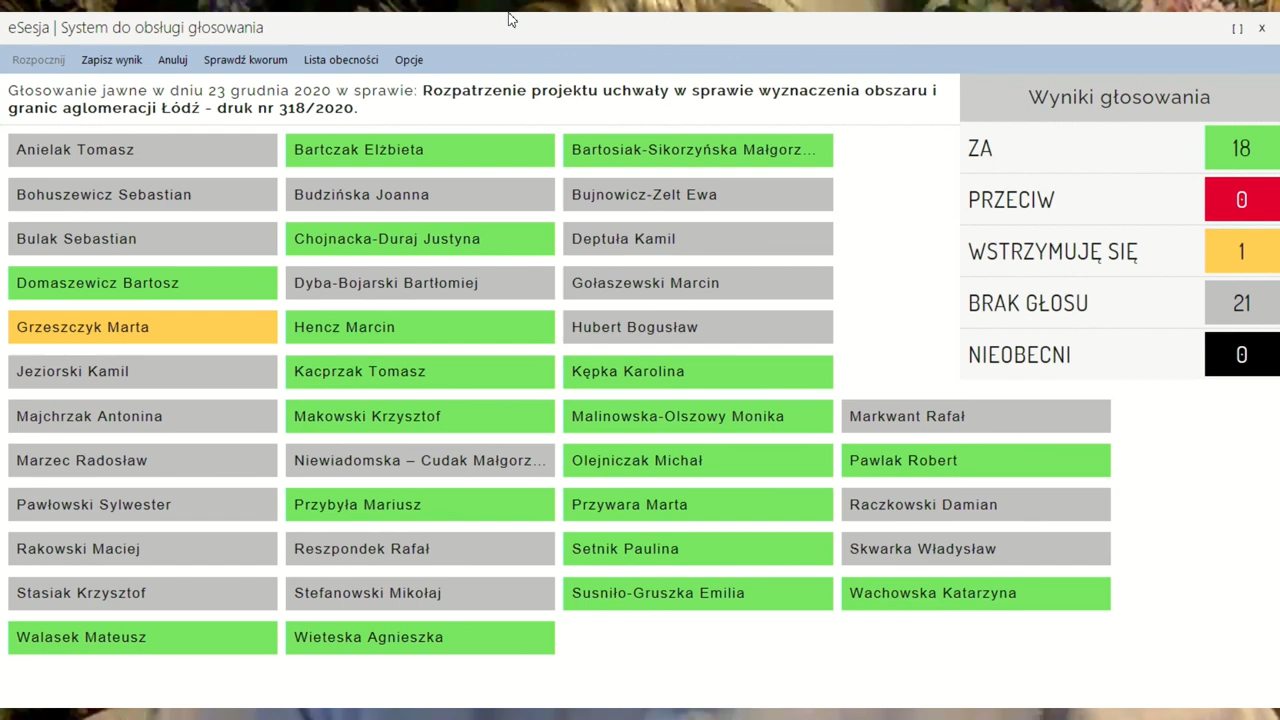 eSesja | System do obsługi głosowania
[ ] X
Rozpocznij Zapisz wynik Anuluj Sprawdź kworum Lista obecności Opcje
Głosowanie jawne w dniu 23 grudnia 2020 w sprawie: Rozpatrzenie projektu uchwały w sprawie wyznaczenia obszaru i
granic aglomeracji Łódź - druk nr 318/2020.
Wyniki głosowania
ZA 18
PRZECIW 0
WSTRZYMUJĘ SIĘ 1
BRAK GŁOSU 21
NIEOBECNI 0
Anielak Tomasz Bartczak Elżbieta Bartosiak-Sikorzyńska Małgorz...
Bohuszewicz Sebastian Budzińska Joanna Bujnowicz-Zelt Ewa
Bulak Sebastian Chojnacka-Duraj Justyna Deptuła Kamil
Domaszewicz Bartosz Dyba-Bojarski Bartłomiej Gołaszewski Marcin
Grzeszczyk Marta Hencz Marcin Hubert Bogusław
Jeziorski Kamil Kacprzak Tomasz Kępka Karolina
Majchrzak Antonina Makowski Krzysztof Malinowska-Olszowy Monika Markwant Rafał
Marzec Radosław Niewiadomska – Cudak Małgorz... Olejniczak Michał Pawlak Robert
Pawłowski Sylwester Przybyła Mariusz Przywara Marta Raczkowski Damian
Rakowski Maciej Reszpondek Rafał Setnik Paulina Skwarka Władysław
Stasiak Krzysztof Stefanowski Mikołaj Susniło-Gruszka Emilia Wachowska Katarzyna
Walasek Mateusz Wieteska Agnieszka